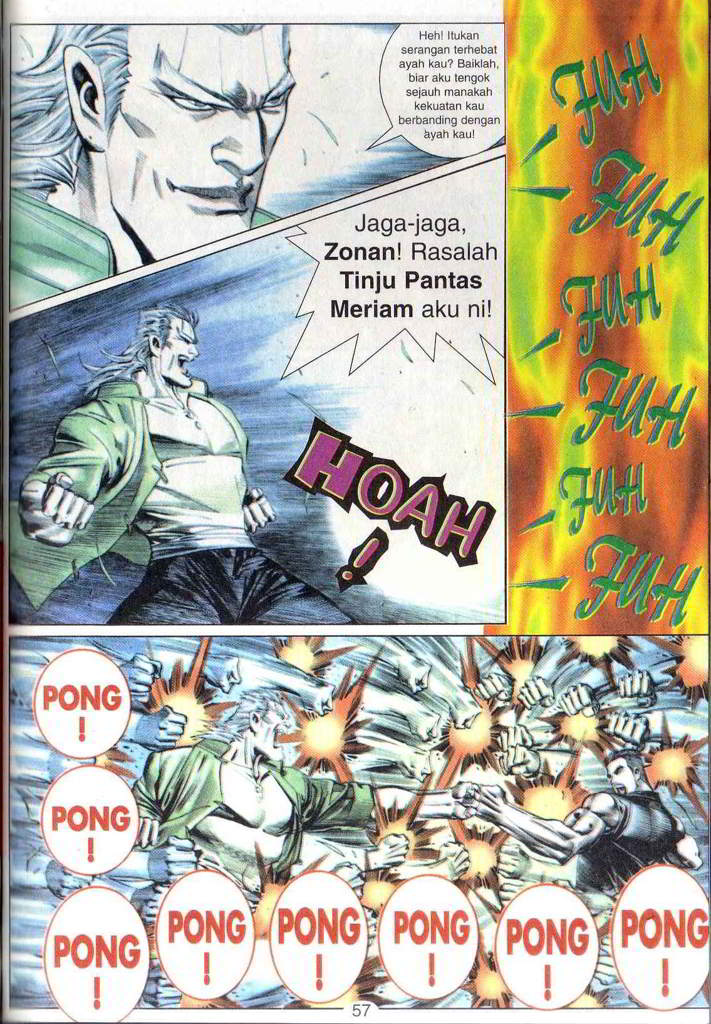 Heh! Itukan
serangan terhebat
ayah kau? Baiklah,
biar aku tengok
sejauh manakah
kekuatan kau
berbanding dengan
ayah kau!
Jaga-jaga,
Zonan! Rasalah
Tinju Pantas
Meriam aku ni!
HOAH
!
FUH
FUH
FUH
FUH
FUH
FUH
PONG
!
PONG
!
PONG
!
PONG
!
PONG
!
PONG
!
PONG
!
PONG
!
57